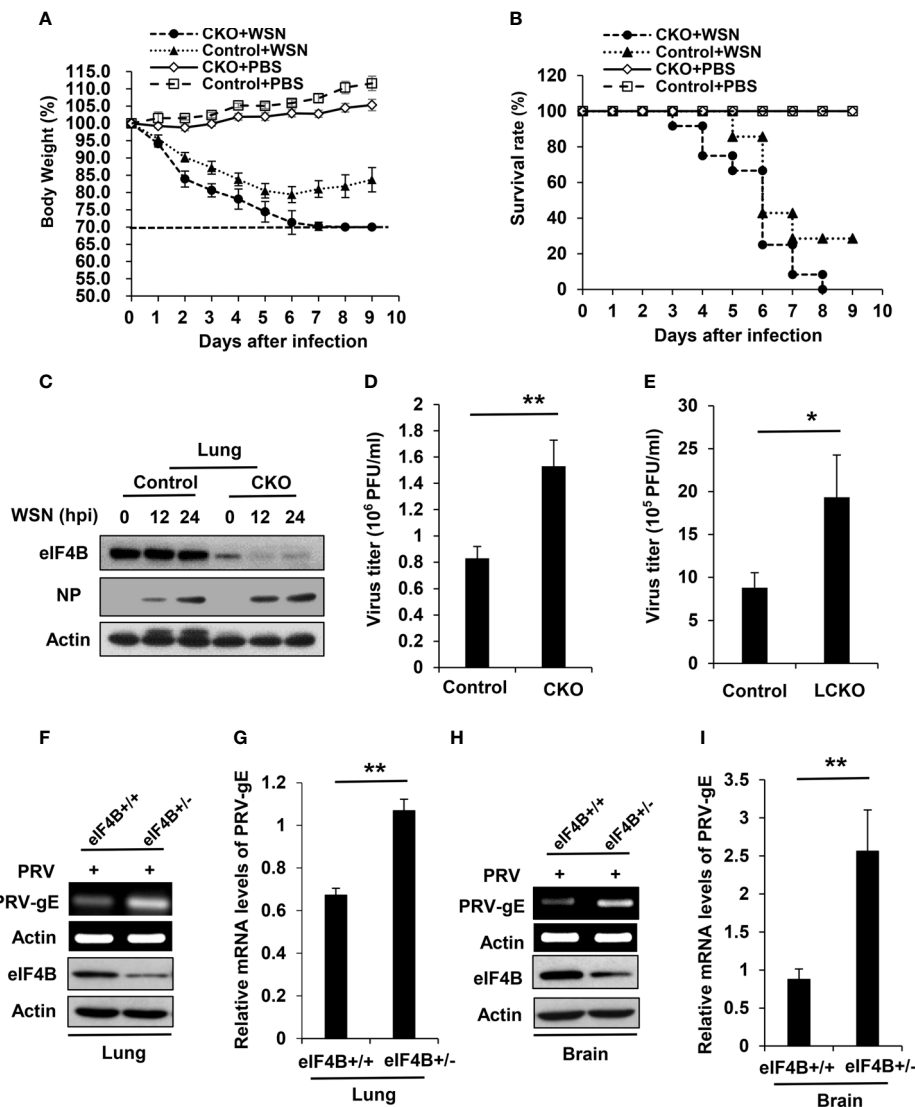 A
CKO+WSN
Control+WSN
CKO+PBS
Control+PBS
Body Weight (%)
115.0
110.0
105.0
100.0
95.0
90.0
85.0
80.0
75.0
70.0
65.0
60.0
55.0
50.0
0 1 2 3 4 5 6 7 8 9 10
Days after infection
B
CKO+WSN
Control+WSN
CKO+PBS
Control+PBS
Survival rate (%)
120
100
80
60
40
20
0
0 1 2 3 4 5 6 7 8 9 10
Days after infection
C
Lung
Control CKO
WSN (hpi) 0 12 24 0 12 24
eIF4B
NP
Actin
D
Virus titer (10⁶ PFU/ml)
2
1.8
1.6
1.4
1.2
1
0.8
0.6
0.4
0.2
0
**
Control CKO
E
Virus titer (10⁵ PFU/ml)
30
25
20
15
10
5
0
*
Control LCKO
F
eIF4B+/+ eIF4B+/-
PRV + +
PRV-gE
Actin
eIF4B
Actin
Lung
G
Relative mRNA levels of PRV-gE
1.2
0.9
0.6
0.3
0
**
eIF4B+/+ eIF4B+/-
Lung
H
eIF4B+/+ eIF4B+/-
PRV + +
PRV-gE
Actin
eIF4B
Actin
Brain
I
Relative mRNA levels of PRV-gE
3.5
3
2.5
2
1.5
1
0.5
0
**
eIF4B+/+ eIF4B+/-
Brain